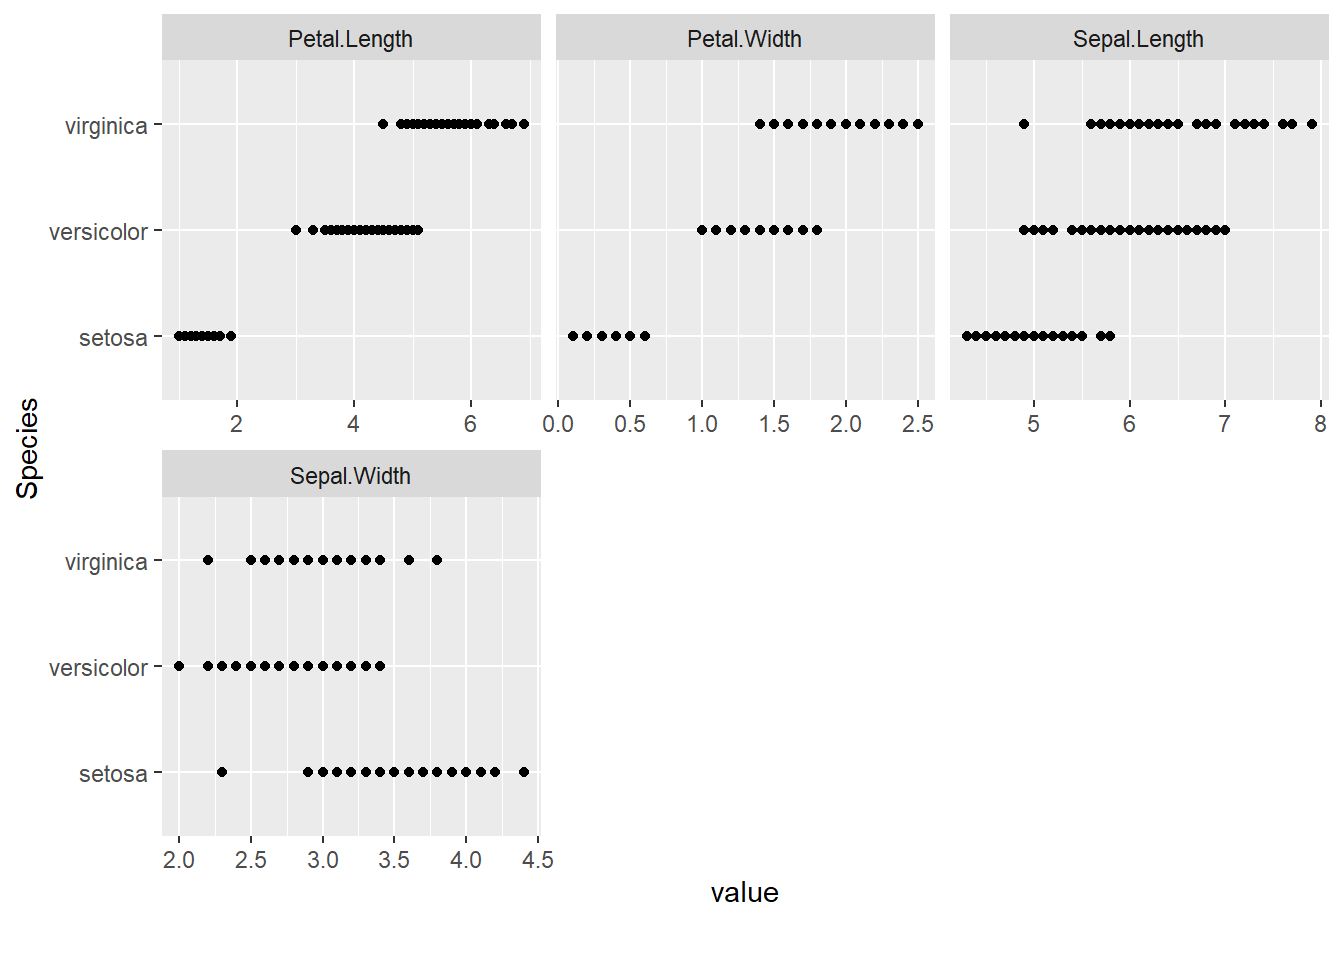 Petal.Length
Petal.Width
Sepal.Length
virginica
versicolor
setosa
2 4 6
0.0 0.5 1.0 1.5 2.0 2.5
5 6 7 8
Species
Sepal.Width
virginica
versicolor
setosa
2.0 2.5 3.0 3.5 4.0 4.5
value